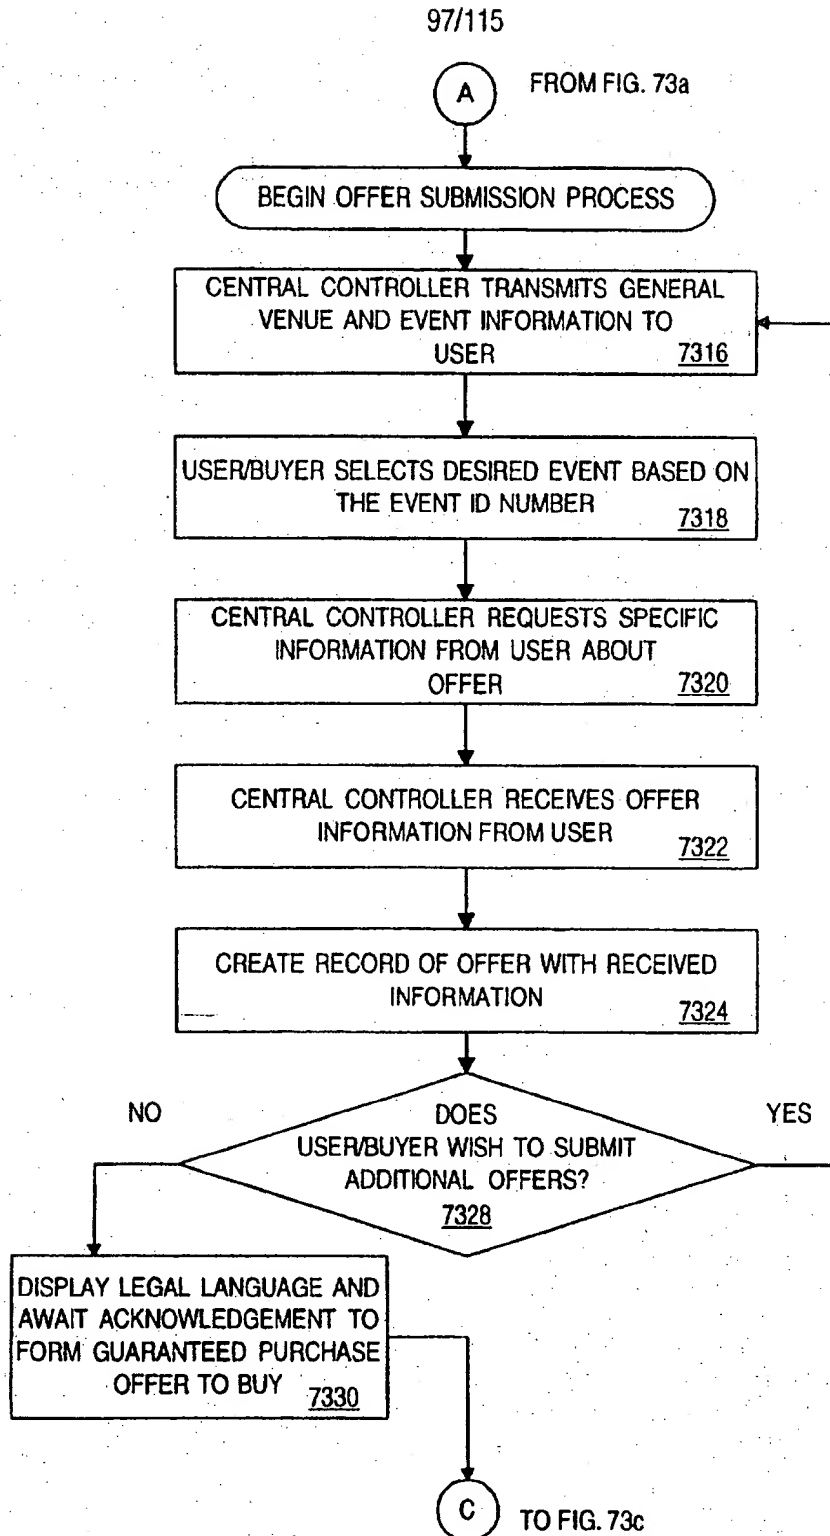 97/115
A
FROM FIG. 73a
BEGIN OFFER SUBMISSION PROCESS
CENTRAL CONTROLLER TRANSMITS GENERAL
VENUE AND EVENT INFORMATION TO
USER
7316
USER/BUYER SELECTS DESIRED EVENT BASED ON
THE EVENT ID NUMBER
7318
CENTRAL CONTROLLER REQUESTS SPECIFIC
INFORMATION FROM USER ABOUT
OFFER
7320
CENTRAL CONTROLLER RECEIVES OFFER
INFORMATION FROM USER
7322
CREATE RECORD OF OFFER WITH RECEIVED
INFORMATION
7324
NO
DOES
YES
USER/BUYER WISH TO SUBMIT
ADDITIONAL OFFERS?
7328
DISPLAY LEGAL LANGUAGE AND
AWAIT ACKNOWLEDGEMENT TO
FORM GUARANTEED PURCHASE
OFFER TO BUY
7330
C
TO FIG. 73c